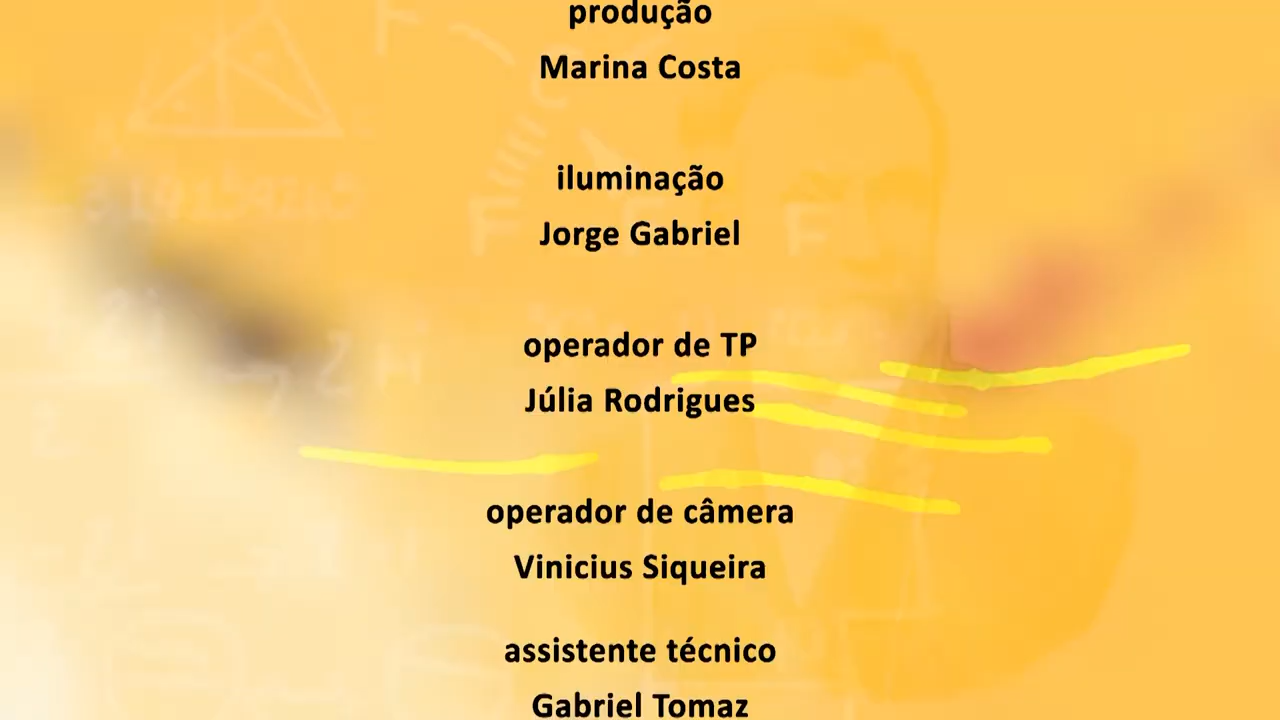 produção
Marina Costa
iluminação
Jorge Gabriel
operador de TP
Júlia Rodrigues
operador de câmera
Vinicius Siqueira
assistente técnico
Gabriel Tomaz